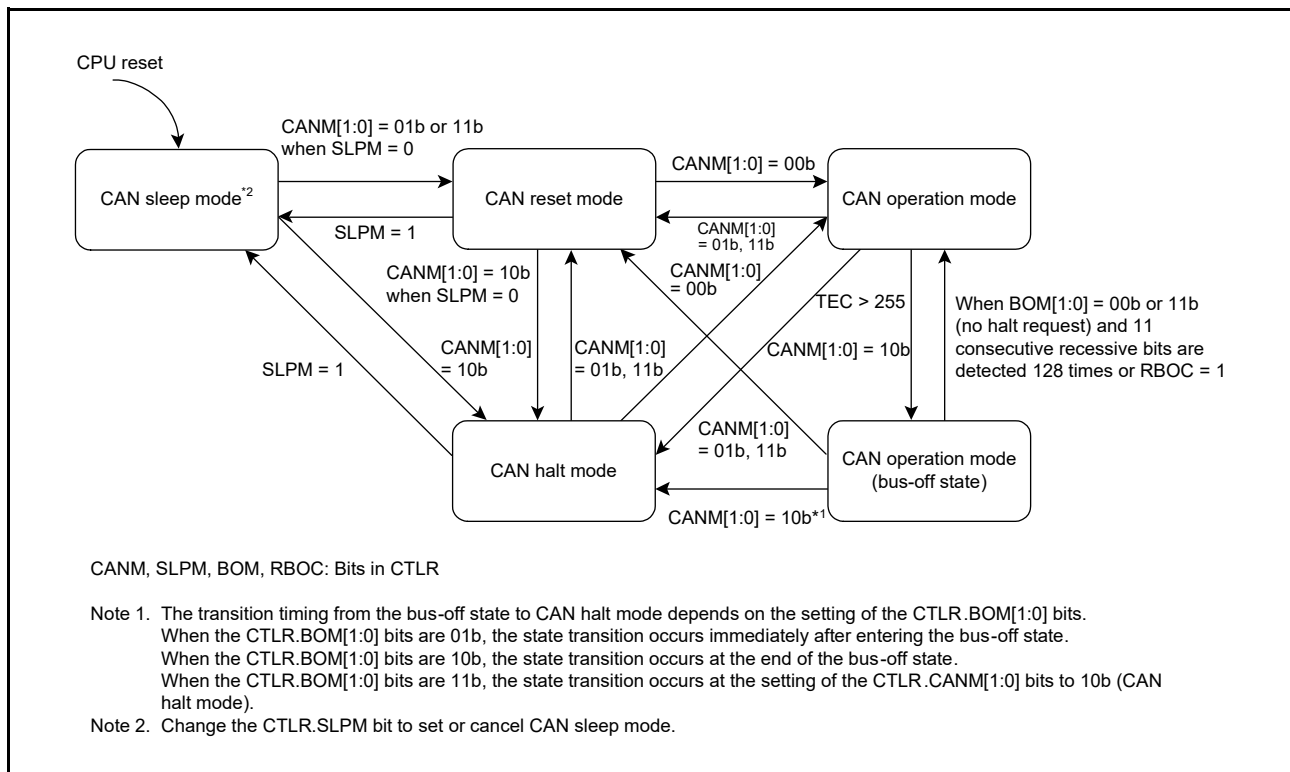 CPU reset
CANM[1:0] = 01b or 11b
when SLPM = 0
CANM[1:0] = 00b
CAN sleep mode*2
CAN reset mode
CAN operation mode
SLPM = 1
CANM[1:0]
= 01b, 11b
CANM[1:0] = 10b
when SLPM = 0
CANM[1:0]
= 00b
TEC > 255
When BOM[1:0] = 00b or 11b
(no halt request) and 11
consecutive recessive bits are
detected 128 times or RBOC = 1
SLPM = 1
CANM[1:0]
= 10b
CANM[1:0]
= 01b, 11b
CANM[1:0] = 10b
CANM[1:0]
= 01b, 11b
CAN halt mode
CAN operation mode
(bus-off state)
CANM[1:0] = 10b*1
CANM, SLPM, BOM, RBOC: Bits in CTLR
Note 1. The transition timing from the bus-off state to CAN halt mode depends on the setting of the CTLR.BOM[1:0] bits.
When the CTLR.BOM[1:0] bits are 01b, the state transition occurs immediately after entering the bus-off state.
When the CTLR.BOM[1:0] bits are 10b, the state transition occurs at the end of the bus-off state.
When the CTLR.BOM[1:0] bits are 11b, the state transition occurs at the setting of the CTLR.CANM[1:0] bits to 10b (CAN
halt mode).
Note 2. Change the CTLR.SLPM bit to set or cancel CAN sleep mode.